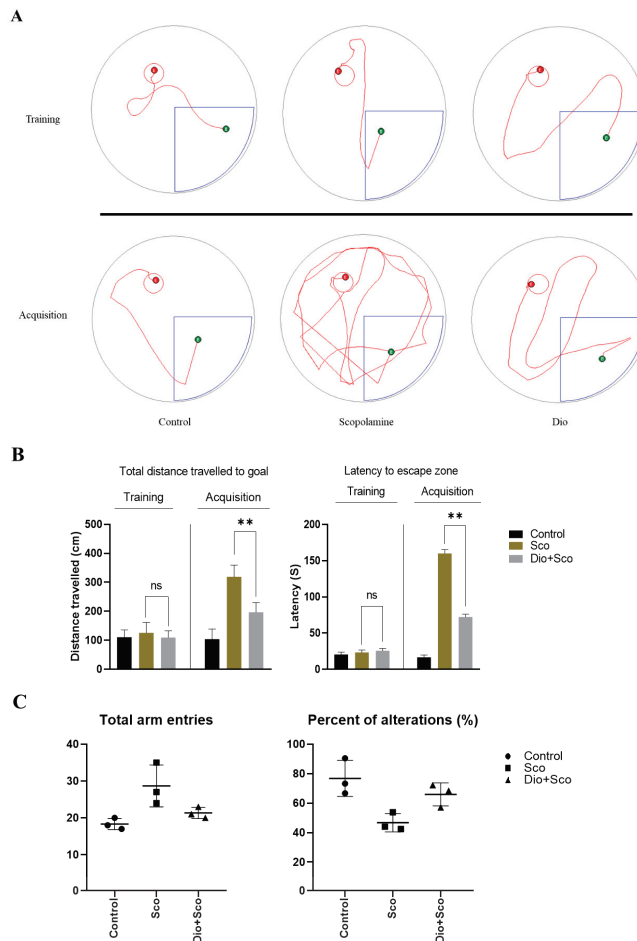 A
Training
Acquisition
Control
Scopolamine
Dio
B
Total distance travelled to goal
Training
Acquisition
Distance travelled (cm)
500
400
300
200
100
0
ns
**
Latency to escape zone
Training
Acquisition
Latency (S)
200
150
100
50
0
ns
**
Control
Sco
Dio+Sco
C
Total arm entries
40
30
20
10
0
Control
Sco
Dio+Sco
Percent of alterations (%)
100
80
60
40
20
0
Control
Sco
Dio+Sco
Control
Sco
Dio+Sco